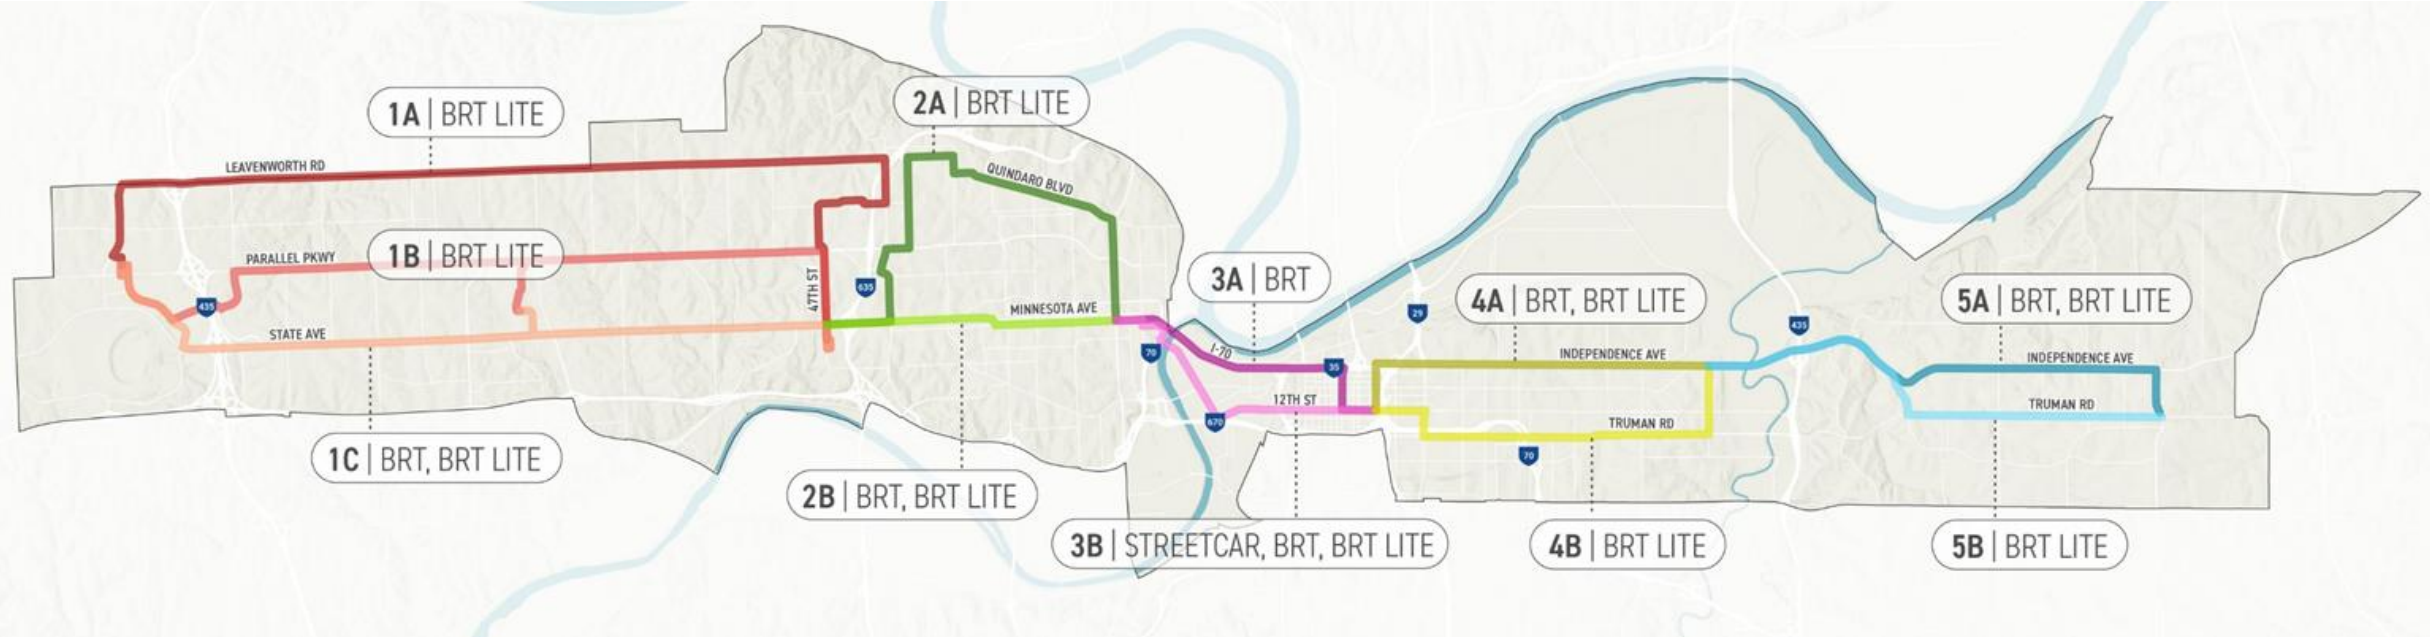 1A | BRT LITE
2A | BRT LITE
LEAVENWORTH RD
QUINDARO BLVD
1B | BRT LITE
PARALLEL PKWY
47TH ST
635
435
3A | BRT
4A | BRT, BRT LITE
5A | BRT, BRT LITE
MINNESOTA AVE
29
435
STATE AVE
70
I-70
35
INDEPENDENCE AVE
INDEPENDENCE AVE
12TH ST
670
TRUMAN RD
TRUMAN RD
70
1C | BRT, BRT LITE
2B | BRT, BRT LITE
3B | STREETCAR, BRT, BRT LITE
4B | BRT LITE
5B | BRT LITE